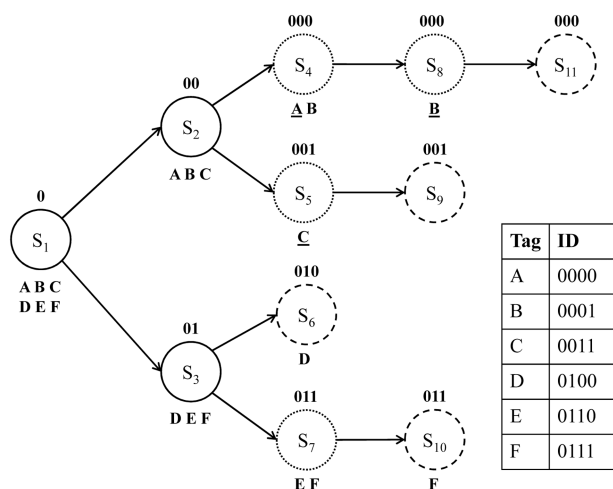 000
S4
A B
000
S8
B
000
S11
00
S2
A B C
001
S5
C
001
S9
0
S1
A B C
D E F
010
S6
D
01
S3
D E F
011
S7
E F
011
S10
F
Tag ID
A 0000
B 0001
C 0011
D 0100
E 0110
F 0111